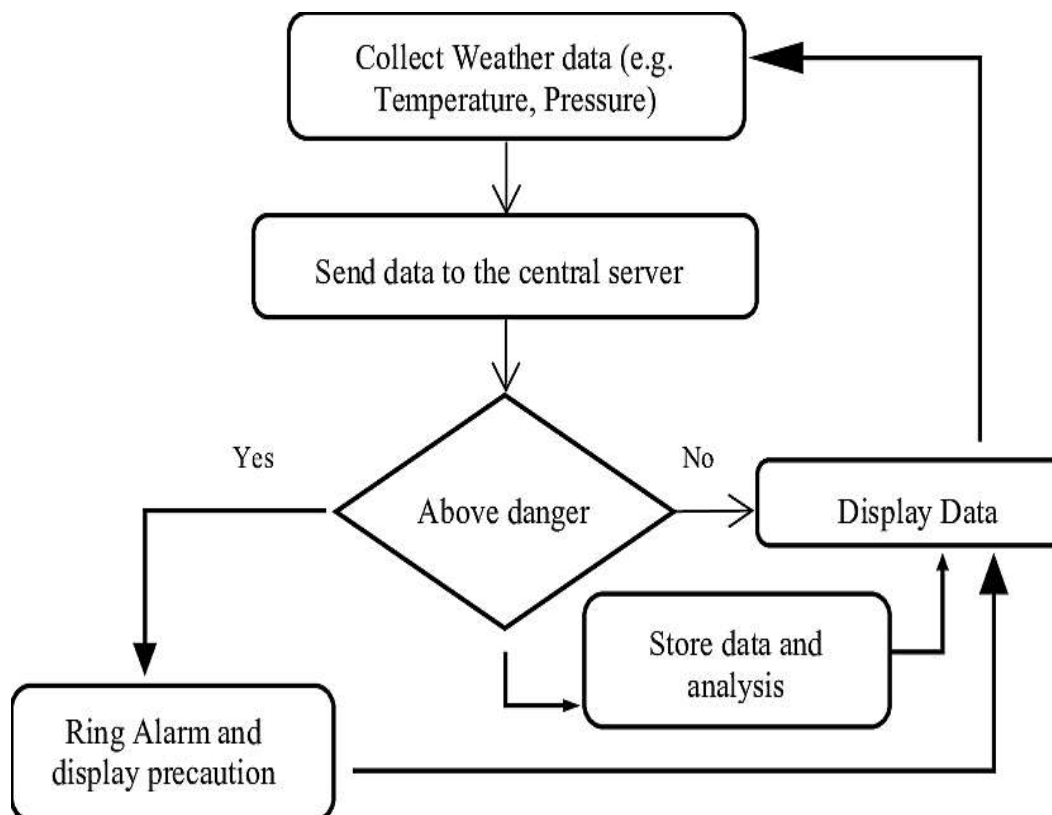 Collect Weather data (e.g.
Temperature, Pressure)
Send data to the central server
Yes
No
Above danger
Display Data
Store data and
analysis
Ring Alarm and
display precaution